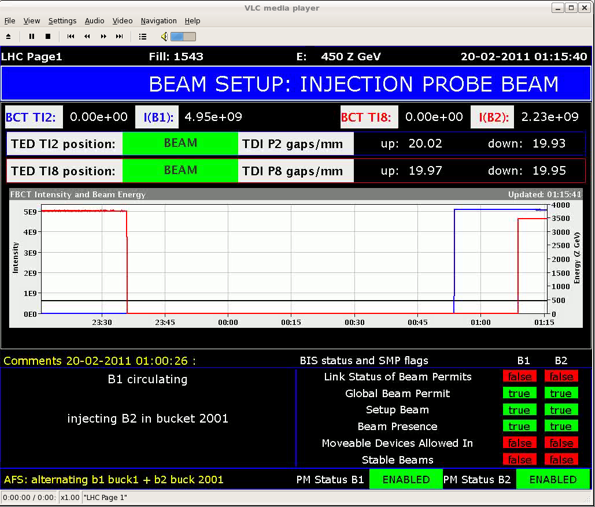 VLC media player
File View Settings Audio Video Navigation Help
LHC Page1 Fill: 1543 E: 450 Z GeV 20-02-2011 01:15:40
BEAM SETUP: INJECTION PROBE BEAM
BCT TI2: 0.00e+00 I(B1): 4.95e+09 BCT TI8: 0.00e+00 I(B2): 2.23e+09
TED TI2 position: BEAM TDI P2 gaps/mm up: 20.02 down: 19.93
TED TI8 position: BEAM TDI P8 gaps/mm up: 19.97 down: 19.95
FBCT Intensity and Beam Energy Updated: 01:15:41
Intensity
5E9
4E9
3E9
2E9
1E9
0E0
4000
3500
3000
2500
2000
1500
1000
500
0
Energy (Z GeV)
23:30 23:45 00:00 00:15 00:30 00:45 01:00 01:15
Comments 20-02-2011 01:00:26 :
B1 circulating
injecting B2 in bucket 2001
BIS status and SMP flags B1 B2
Link Status of Beam Permits false false
Global Beam Permit true true
Setup Beam true true
Beam Presence true true
Moveable Devices Allowed In false false
Stable Beams false false
AFS: alternating b1 buck1 + b2 buck 2001 PM Status B1 ENABLED PM Status B2 ENABLED
0:00:00 / 0:00: x1.00 "LHC Page 1"